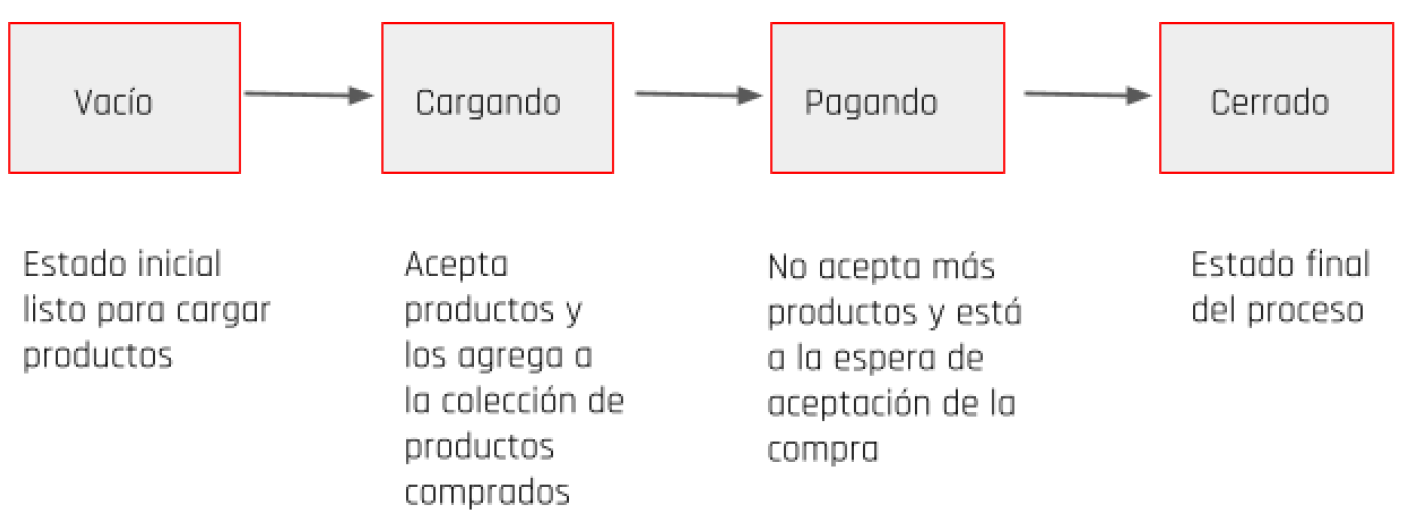 Vacío
Cargando
Pagando
Cerrado
Estado inicial
listo para cargar
productos
Acepta
productos y
los agrega a
la colección de
productos
comprados
No acepta más
productos y está
a la espera de
aceptación de la
compra
Estado final
del proceso